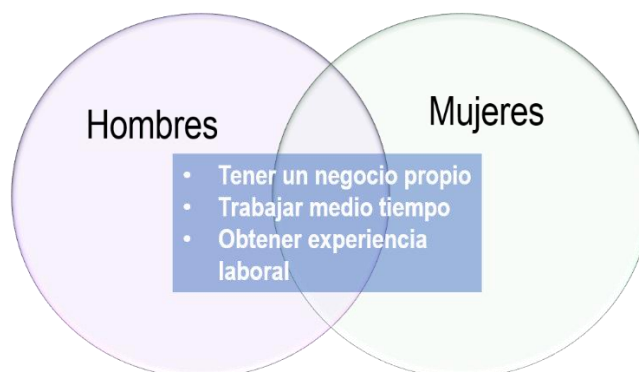 Hombres
Mujeres
• Tener un negocio propio
• Trabajar medio tiempo
• Obtener experiencia
laboral